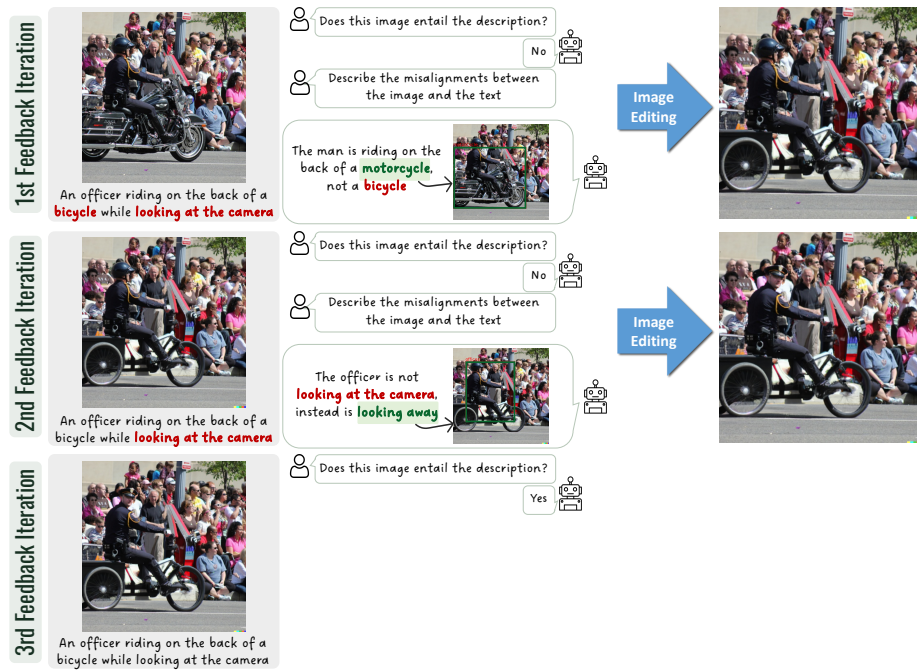 1st Feedback Iteration
An officer riding on the back of a
bicycle while looking at the camera
Does this image entail the description?
No
Describe the misalignments between
the image and the text
The man is riding on the
back of a motorcycle,
not a bicycle
Image
Editing
2nd Feedback Iteration
An officer riding on the back of a
bicycle while looking at the camera
Does this image entail the description?
No
Describe the misalignments between
the image and the text
The officer is not
looking at the camera,
instead is looking away
Image
Editing
3rd Feedback Iteration
An officer riding on the back of a
bicycle while looking at the camera
Does this image entail the description?
Yes